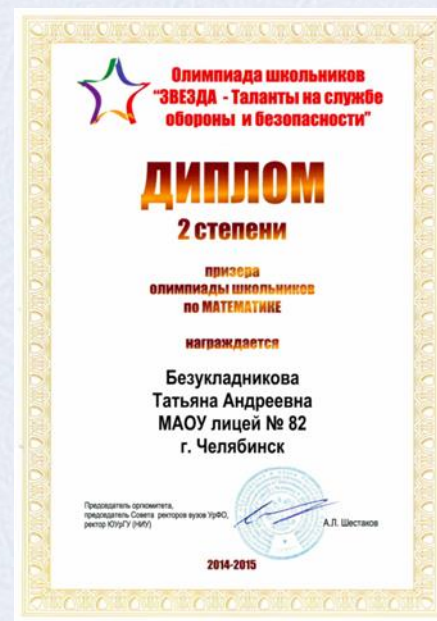 Олимпиада школьников
"ЗВЕЗДА - Таланты на службе
обороны и безопасности"
ДИПЛОМ
2 степени
призера
олимпиады школьников
по МАТЕМАТИКЕ
награждается
Безукладникова
Татьяна Андреевна
МАОУ лицей № 82
г. Челябинск
Председатель оргкомитета,
председатель Совета ректоров вузов УрФО,
ректор ЮУрГУ (НИУ)
А.Л. Шестаков
2014-2015